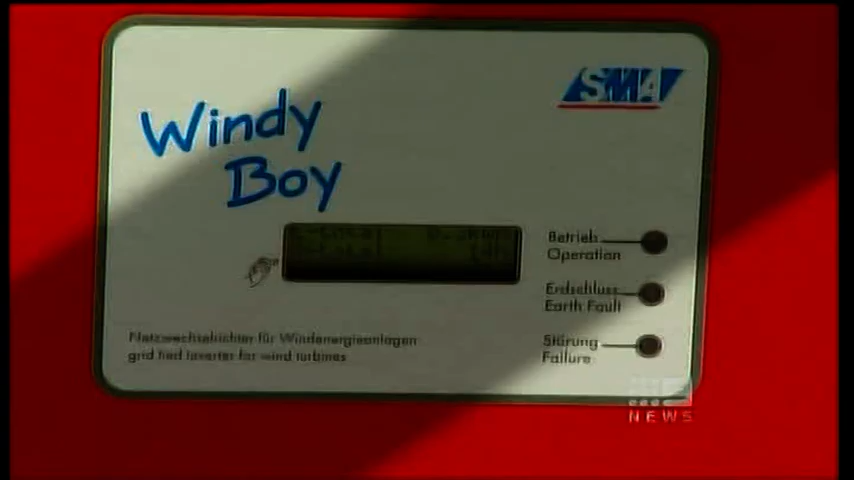 Windy
Boy
SMA
Betrieb
Operation
Erdschluss
Earth Fault
Störung
Failure
Netzwechselrichter für Windenergieanlagen
grid tied inverter for wind turbines
NEWS